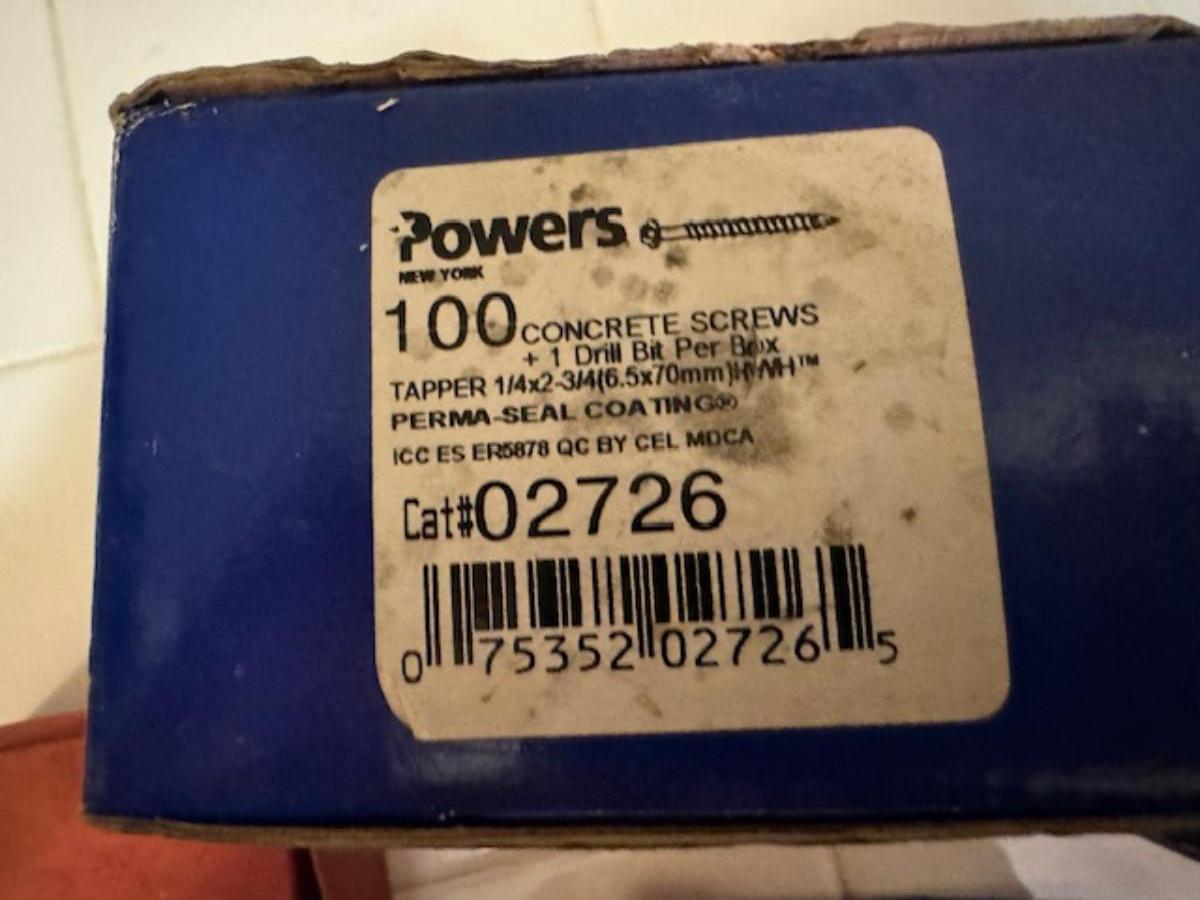 Powers
NEW YORK
100 CONCRETE SCREWS
+ 1 Drill Bit Per Box
TAPPER 1/4x2-3/4(6.5x70mm)HWH™
PERMA-SEAL COATING®
ICC ES ER5878 QC BY CEL MDCA
Cat#02726
0 75352 02726 5